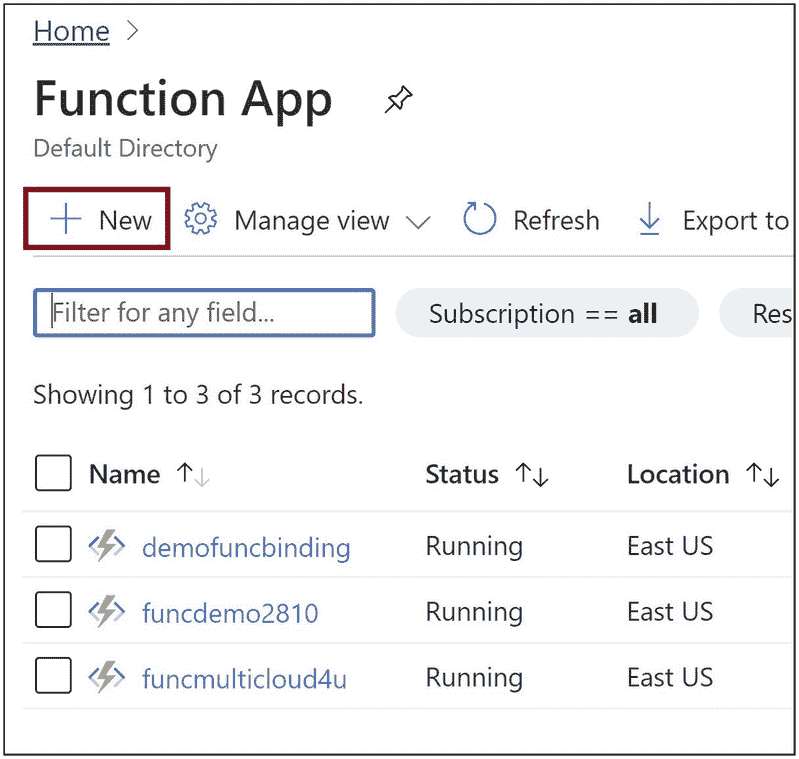 Home >
Function App
Default Directory
+ New Manage view Refresh Export to
Filter for any field... Subscription == all Res
Showing 1 to 3 of 3 records.
Name ↑↓ Status ↑↓ Location ↑↓
demofuncbinding Running East US
funcdemo2810 Running East US
funcmulticloud4u Running East US